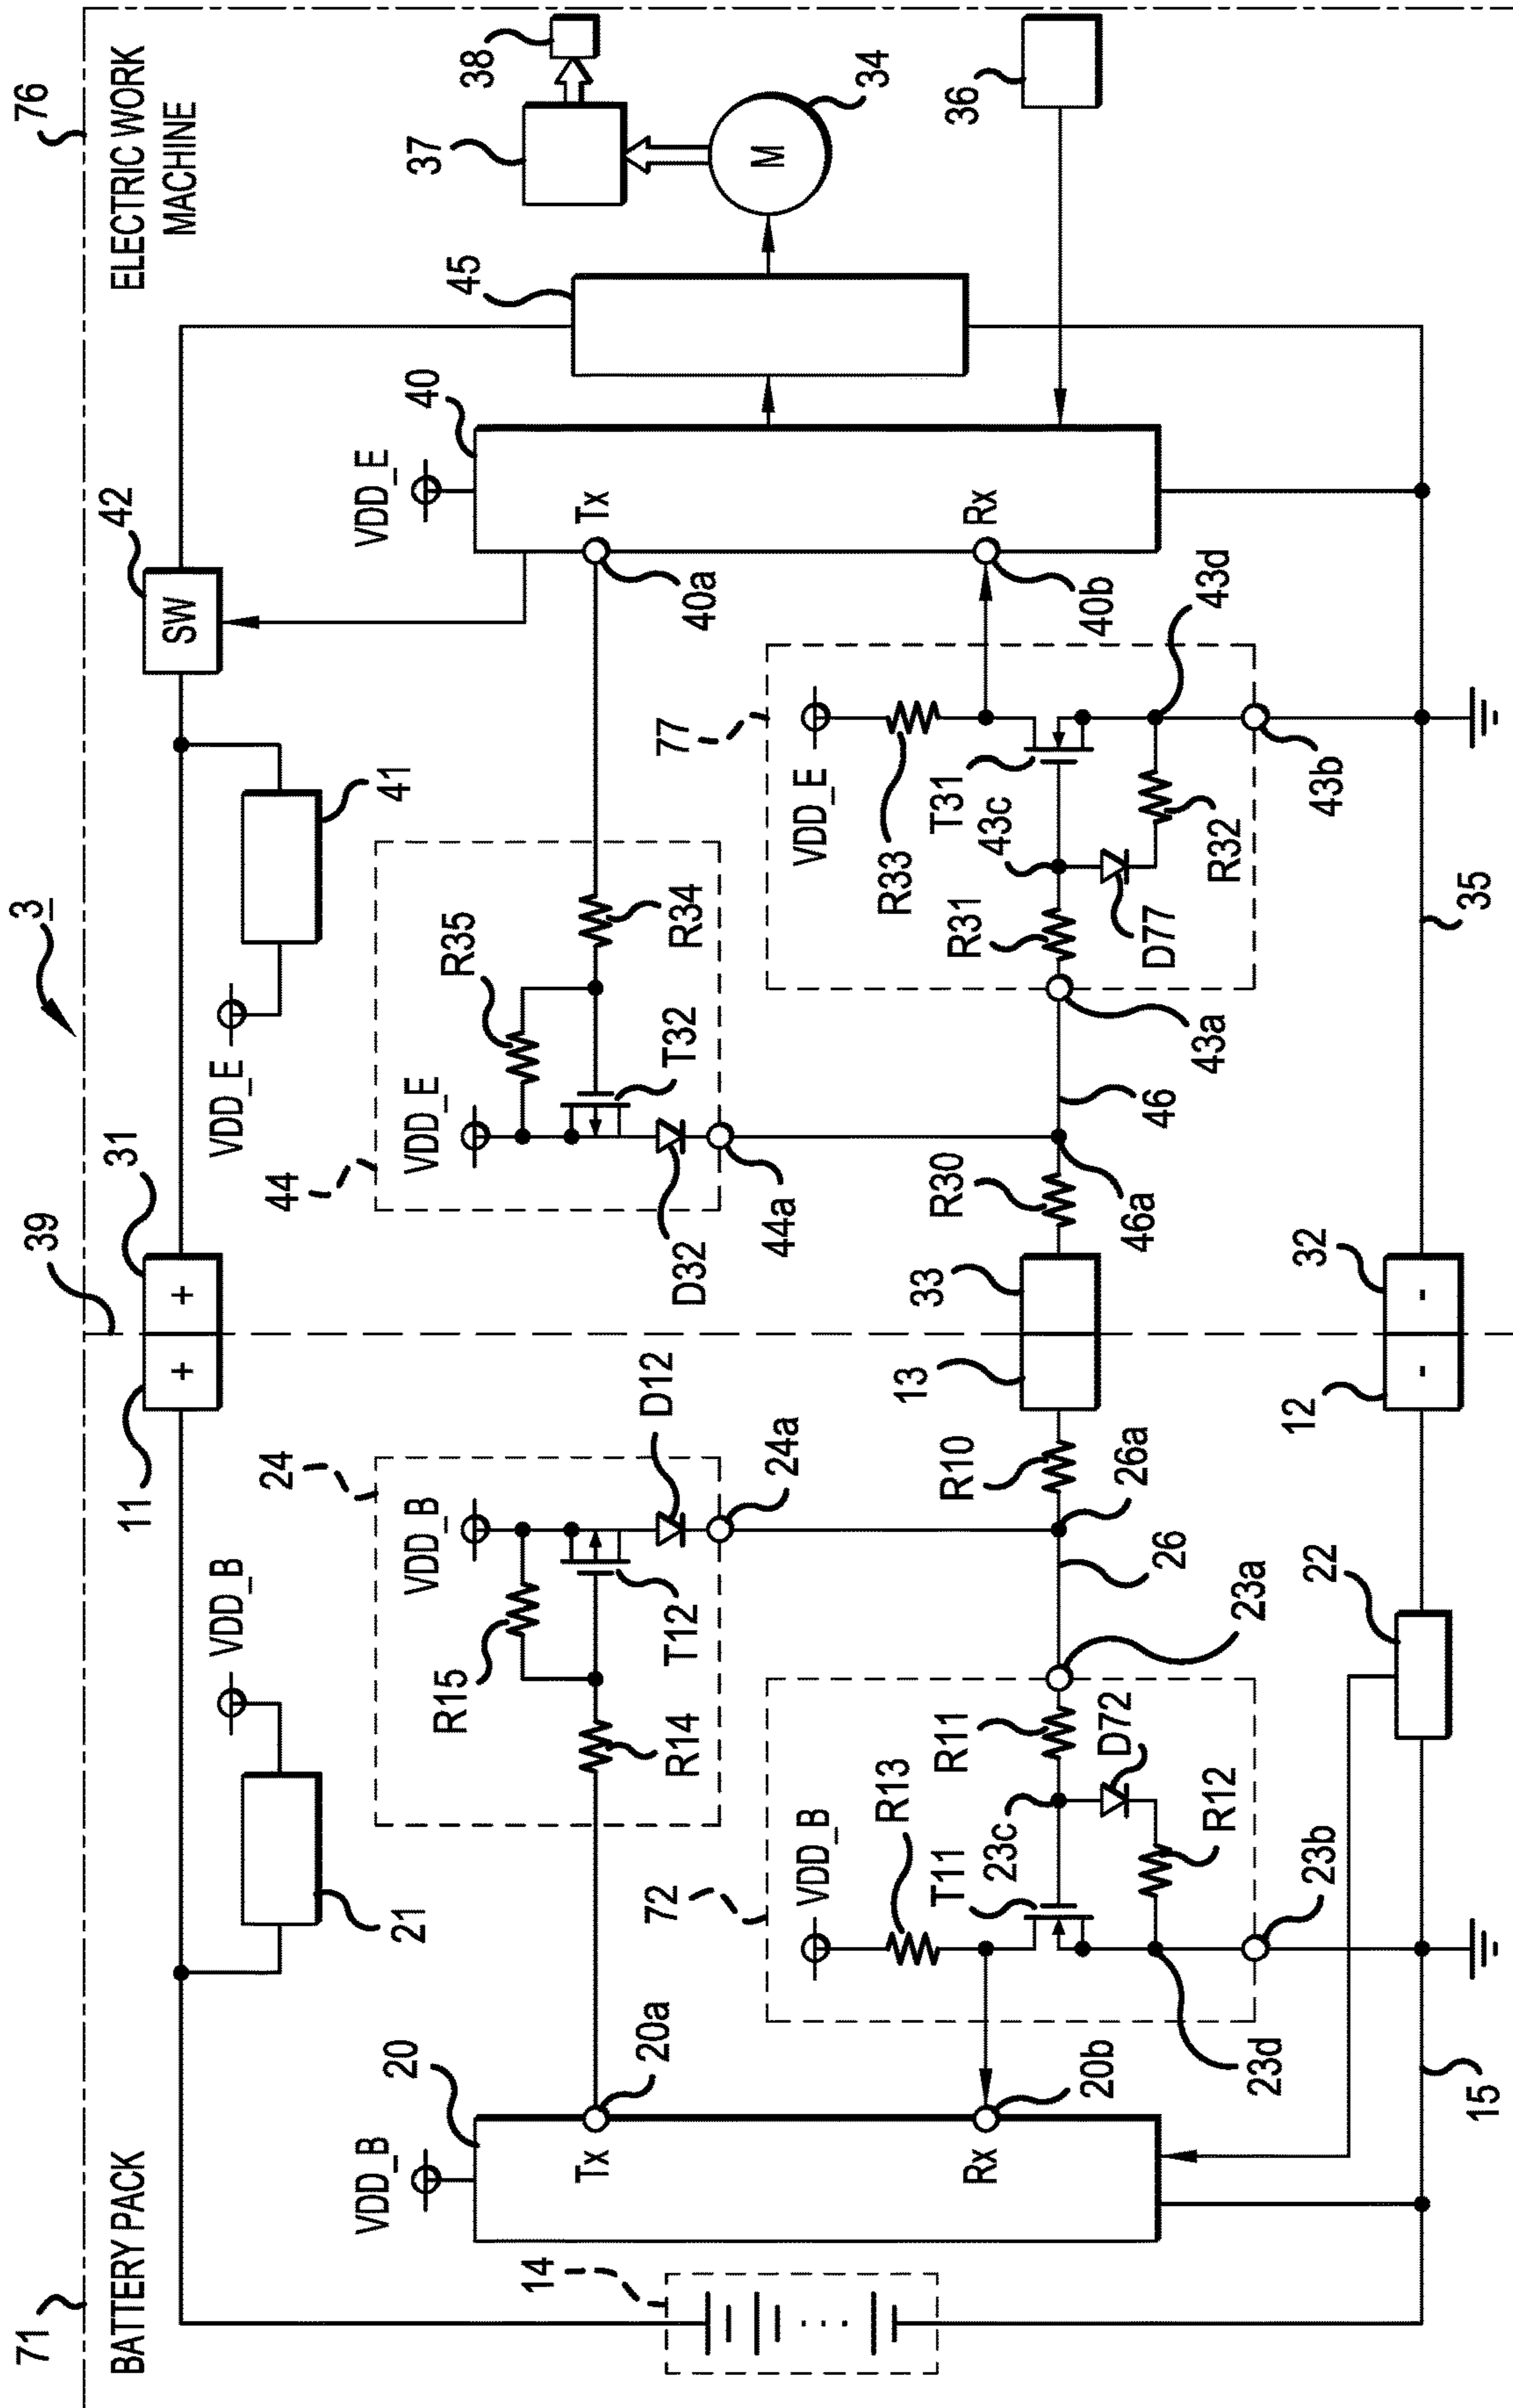 3
71
BATTERY PACK
39
76
ELECTRIC WORK
MACHINE
11
+
+
31
42
SW
VDD_B
21
VDD_E
41
24
VDD_B
D12
R15
T12
R14
24a
44
VDD_E
R35
T32
D32
R34
44a
VDD_B
20
Tx
20a
Rx
20b
14
VDD_E
40
Tx
40a
Rx
40b
45
37
38
M
34
36
72
VDD_B
R13
T11
23c
R11
D72
R12
23a
23b
23d
26
26a
R10
13
33
R30
46a
46
43a
77
VDD_E
R33
T31
43c
R31
D77
R32
43d
43b
15
22
12
-
-
32
35